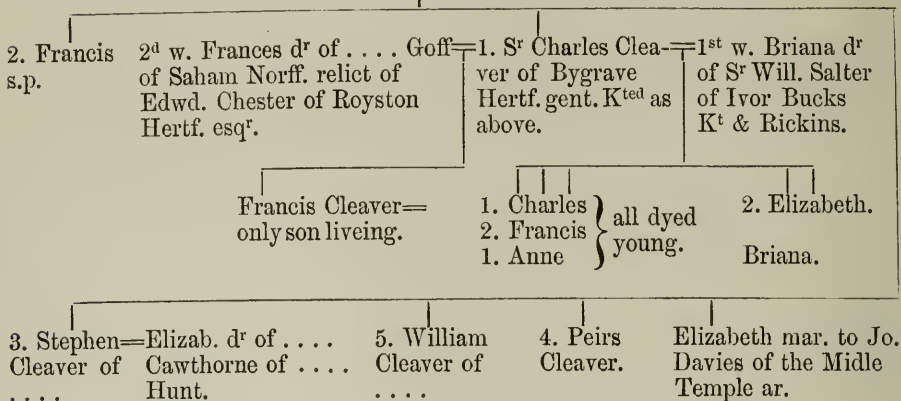 2. Francis
s.p.
2ᵈ w. Frances dʳ of . . . . Goff
of Saham Norff. relict of
Edwd. Chester of Royston
Hertf. esqʳ.
1. Sʳ Charles Clea-
ver of Bygrave
Hertf. gent. Kᵗᵉᵈ as
above.
1ˢᵗ w. Briana dʳ
of Sʳ Will. Salter
of Ivor Bucks
Kᵗ & Rickins.
Francis Cleaver=
only son liveing.
1. Charles
2. Francis
1. Anne
all dyed
young.
2. Elizabeth.
Briana.
3. Stephen=
Cleaver of
. . . .
Elizab. dʳ of . . . .
Cawthorne of . . . .
Hunt.
5. William
Cleaver of
. . . .
4. Peirs
Cleaver.
Elizabeth mar. to Jo.
Davies of the Midle
Temple ar.